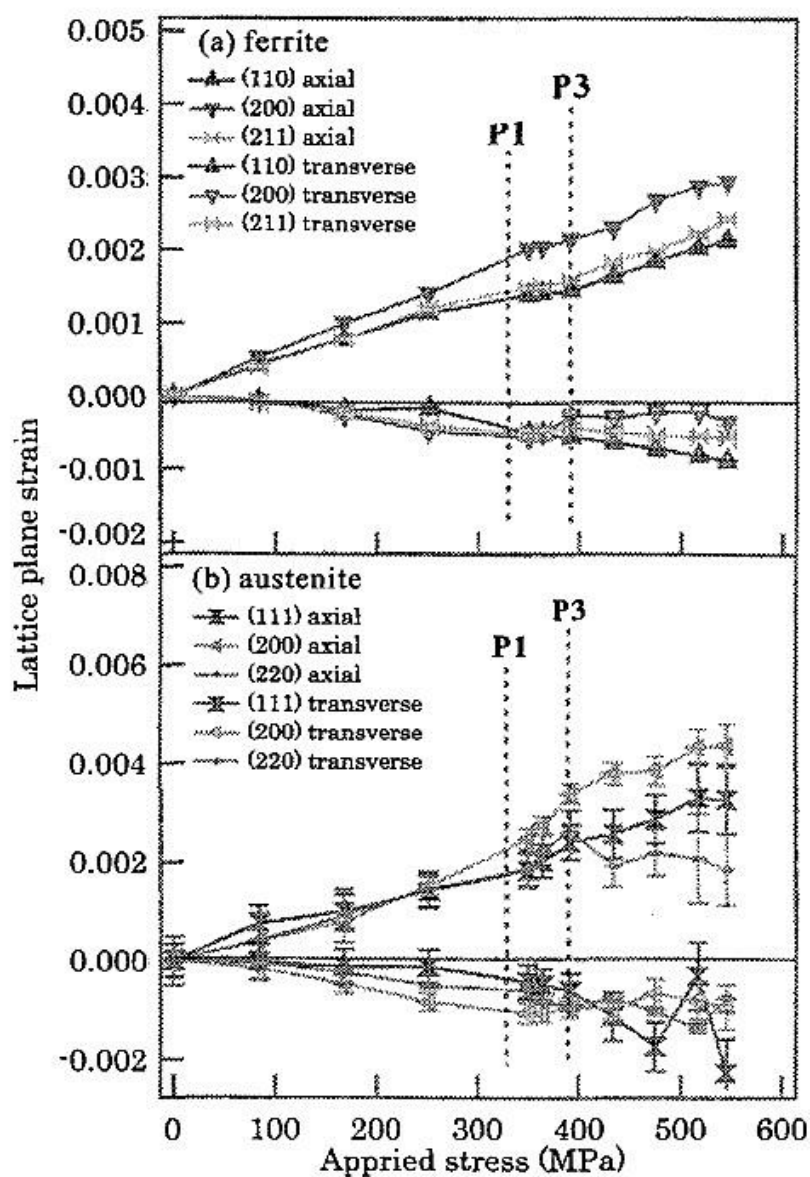 0.005
(a) ferrite
(110) axial
(200) axial
(211) axial
(110) transverse
(200) transverse
(211) transverse
P1
P3
0.004
0.003
0.002
0.001
0.000
-0.001
-0.002
Lattice plane strain
0.008
(b) austenite
(111) axial
(200) axial
(220) axial
(111) transverse
(200) transverse
(220) transverse
P1
P3
0.006
0.004
0.002
0.000
-0.002
0 100 200 300 400 500 600
Appried stress (MPa)